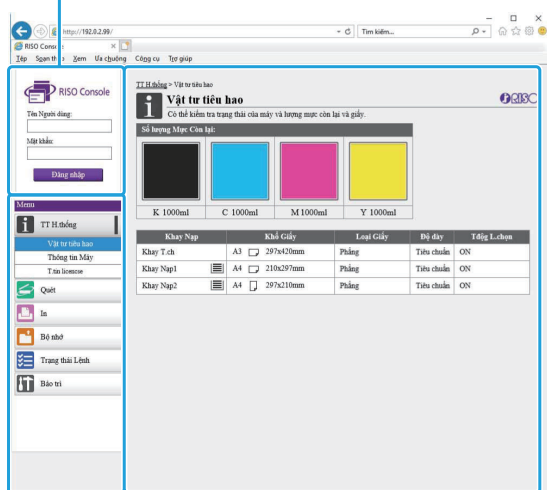 http://192.0.2.99/
Tìm kiếm...
RISO Console
Tệp Sgạn thảo Xem Ưa chuộng Công cụ Trợ giúp
RISO Console
Tên Người dùng:
Mật khẩu:
Đăng nhập
Menu
TT H.thống
Vật tư tiêu hao
Thông tin Máy
T.tin licencse
Quét
In
Bộ nhớ
Trạng thái Lệnh
Bảo trì
TT H.thống > Vật tư tiêu hao
Vật tư tiêu hao
Có thể kiểm tra trạng thái của máy và lượng mực còn lại và giấy.
RISO
Số lượng Mực Còn lại:
K 1000ml C 1000ml M 1000ml Y 1000ml
Khay Nạp Khổ Giấy Loại Giấy Độ dày Tđộg L.chọn
Khay T.ch A3 297x420mm Phẳng Tiêu chuẩn ON
Khay Nạp1 A4 210x297mm Phẳng Tiêu chuẩn ON
Khay Nạp2 A4 297x210mm Phẳng Tiêu chuẩn ON